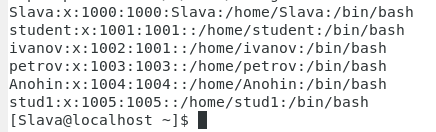 Slava:x:1000:1000:Slava:/home/Slava:/bin/bash
student:x:1001:1001::/home/student:/bin/bash
ivanov:x:1002:1001::/home/ivanov:/bin/bash
petrov:x:1003:1003::/home/petrov:/bin/bash
Anohin:x:1004:1004::/home/Anohin:/bin/bash
stud1:x:1005:1005::/home/stud1:/bin/bash
[Slava@localhost ~]$